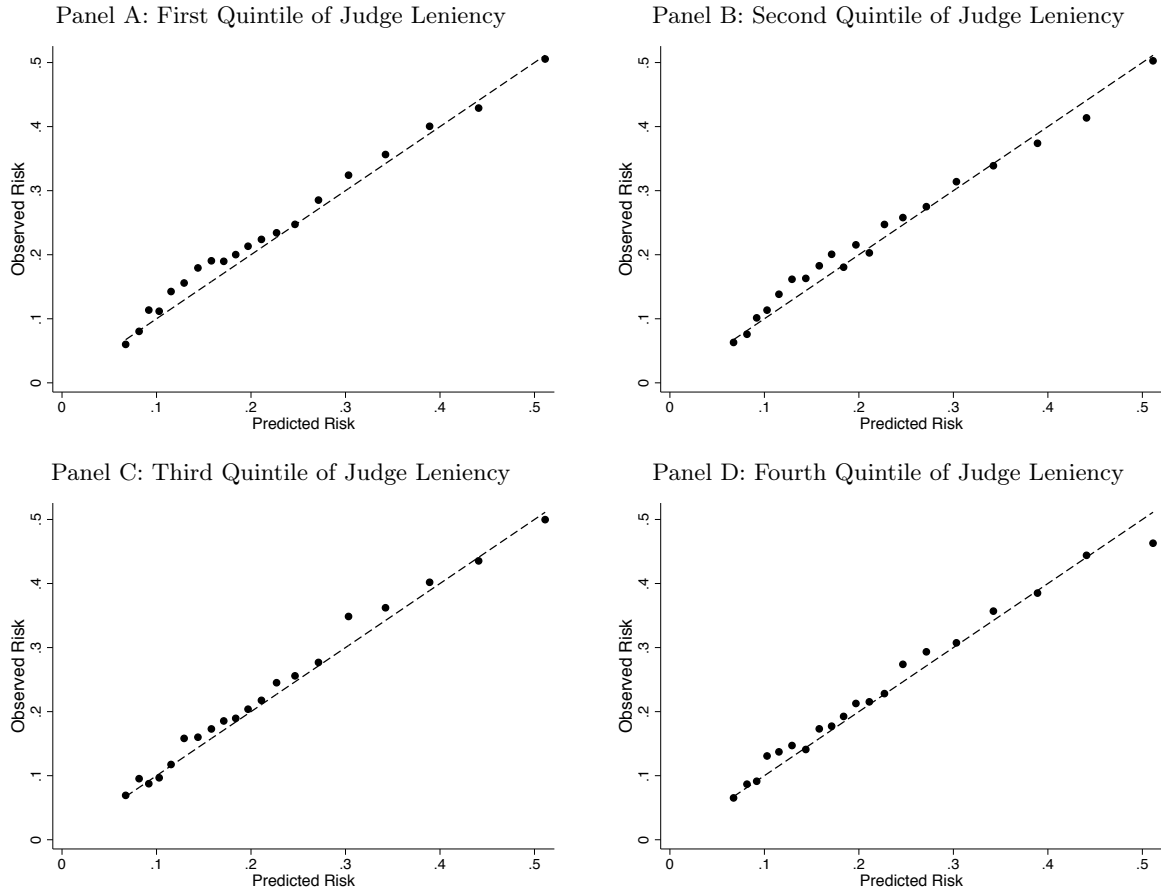 Panel A: First Quintile of Judge Leniency
Observed Risk
.5
.4
.3
.2
.1
0
0 .1 .2 .3 .4 .5
Predicted Risk
Panel B: Second Quintile of Judge Leniency
Observed Risk
.5
.4
.3
.2
.1
0
0 .1 .2 .3 .4 .5
Predicted Risk
Panel C: Third Quintile of Judge Leniency
Observed Risk
.5
.4
.3
.2
.1
0
0 .1 .2 .3 .4 .5
Predicted Risk
Panel D: Fourth Quintile of Judge Leniency
Observed Risk
.5
.4
.3
.2
.1
0
0 .1 .2 .3 .4 .5
Predicted Risk